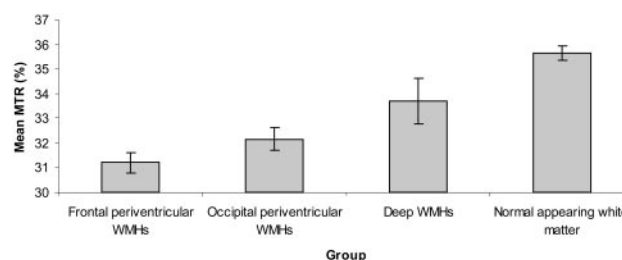 37
36
35
34
33
32
31
30
Mean MTR (%)
Frontal periventricular
WMHs
Occipital periventricular
WMHs
Deep WMHs
Normal appearing white
matter
Group